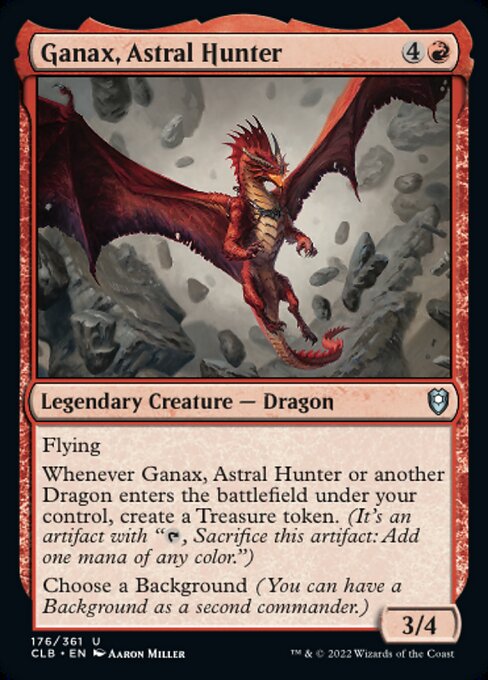 Ganax, Astral Hunter 4
Legendary Creature — Dragon
Flying
Whenever Ganax, Astral Hunter or another
Dragon enters the battlefield under your
control, create a Treasure token. (It's an
artifact with “, Sacrifice this artifact: Add
one mana of any color.”)
Choose a Background (You can have a
Background as a second commander.)
3/4
176/361 U
CLB • EN Aaron Miller
™ & © 2022 Wizards of the Coast